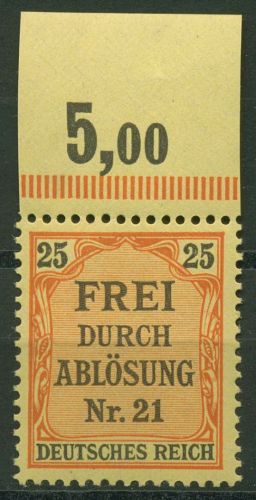 5,00
25 25
FREI
DURCH
ABLÖSUNG
Nr. 21
DEUTSCHES REICH